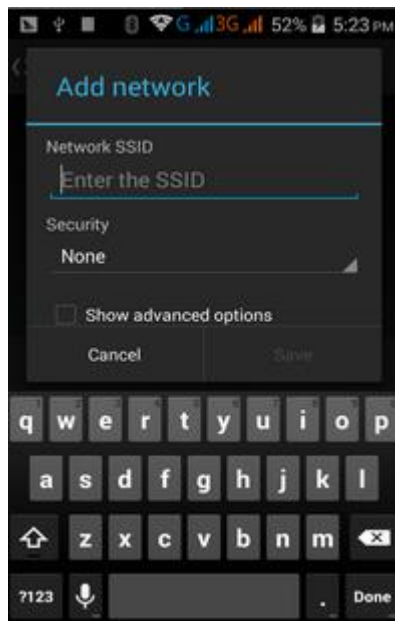 G 3G 52% 5:23 PM
Add network
Network SSID
Enter the SSID
Security
None
Show advanced options
Cancel Save
q w e r t y u i o p
a s d f g h j k l
z x c v b n m
?123 . Done